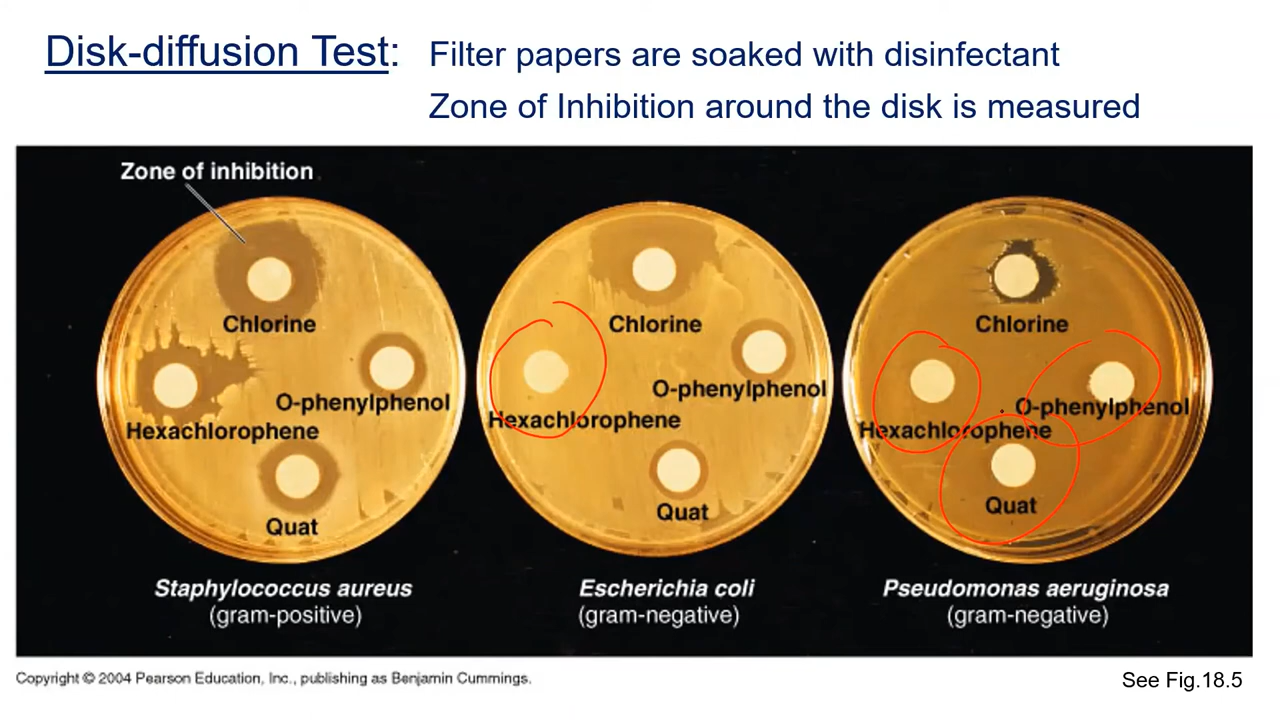 Disk-diffusion Test: Filter papers are soaked with disinfectant
Zone of Inhibition around the disk is measured
Zone of inhibition
Chlorine
O-phenylphenol
Hexachlorophene
Quat
Staphylococcus aureus
(gram-positive)
Chlorine
O-phenylphenol
Hexachlorophene
Quat
Escherichia coli
(gram-negative)
Chlorine
O-phenylphenol
Hexachlorophene
Quat
Pseudomonas aeruginosa
(gram-negative)
Copyright © 2004 Pearson Education, Inc., publishing as Benjamin Cummings.
See Fig.18.5